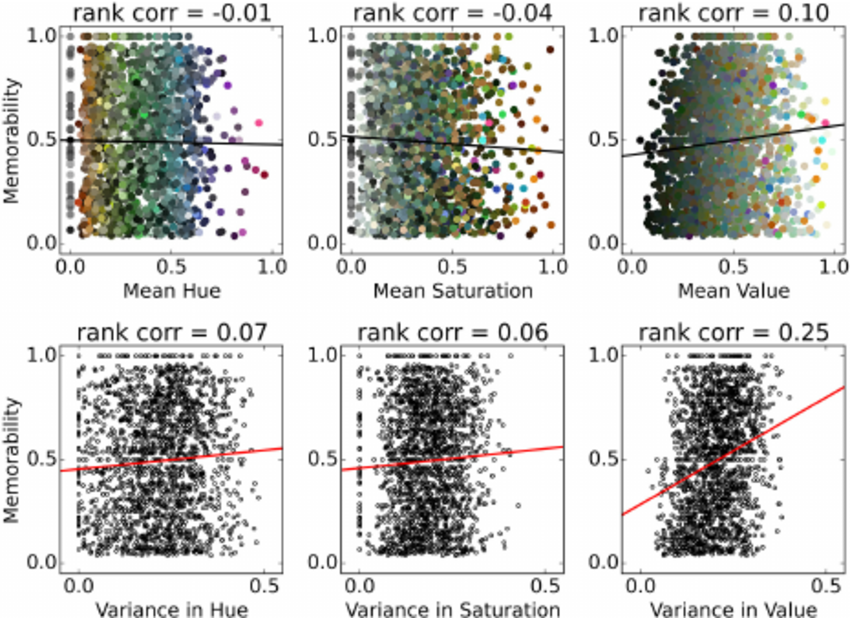 rank corr = -0.01
rank corr = -0.04
rank corr = 0.10
Memorability
1.0
0.5
0.0
0.0 0.5 1.0
Mean Hue
1.0
0.5
0.0
0.0 0.5 1.0
Mean Saturation
1.0
0.5
0.0
0.0 0.5 1.0
Mean Value
rank corr = 0.07
rank corr = 0.06
rank corr = 0.25
Memorability
1.0
0.5
0.0
0.0 0.5
Variance in Hue
1.0
0.5
0.0
0.0 0.5
Variance in Saturation
1.0
0.5
0.0
0.0 0.5
Variance in Value